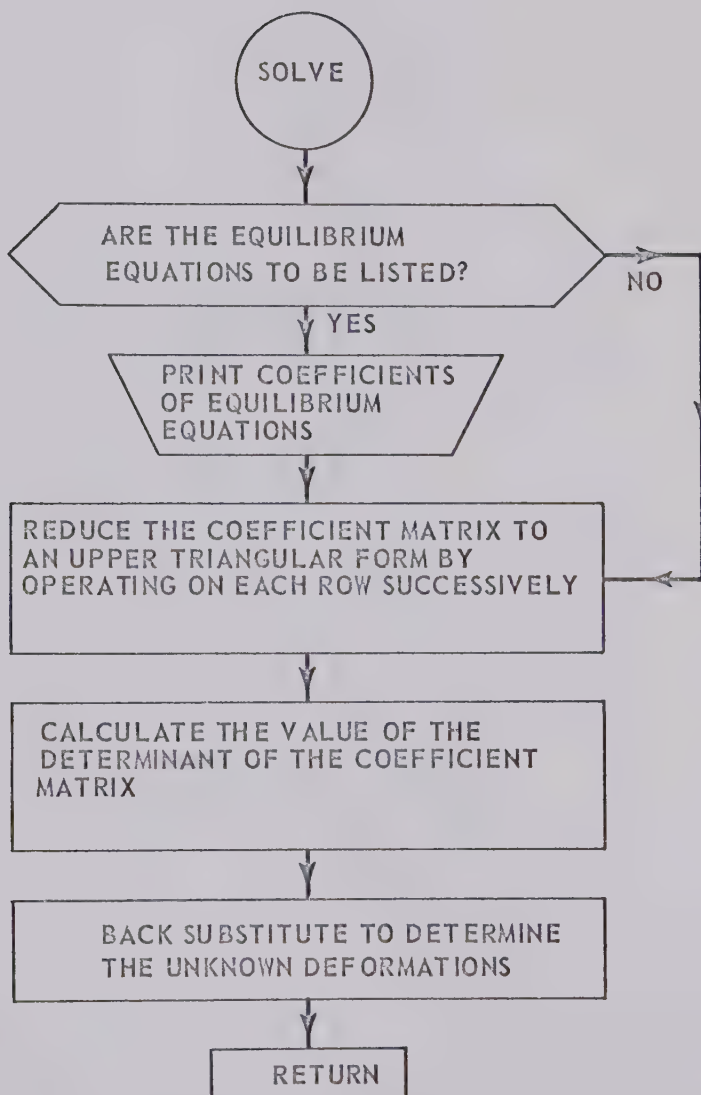 SOLVE
ARE THE EQUILIBRIUM
EQUATIONS TO BE LISTED?
NO
YES
PRINT COEFFICIENTS
OF EQUILIBRIUM
EQUATIONS
REDUCE THE COEFFICIENT MATRIX TO
AN UPPER TRIANGULAR FORM BY
OPERATING ON EACH ROW SUCCESSIVELY
CALCULATE THE VALUE OF THE
DETERMINANT OF THE COEFFICIENT
MATRIX
BACK SUBSTITUTE TO DETERMINE
THE UNKNOWN DEFORMATIONS
RETURN